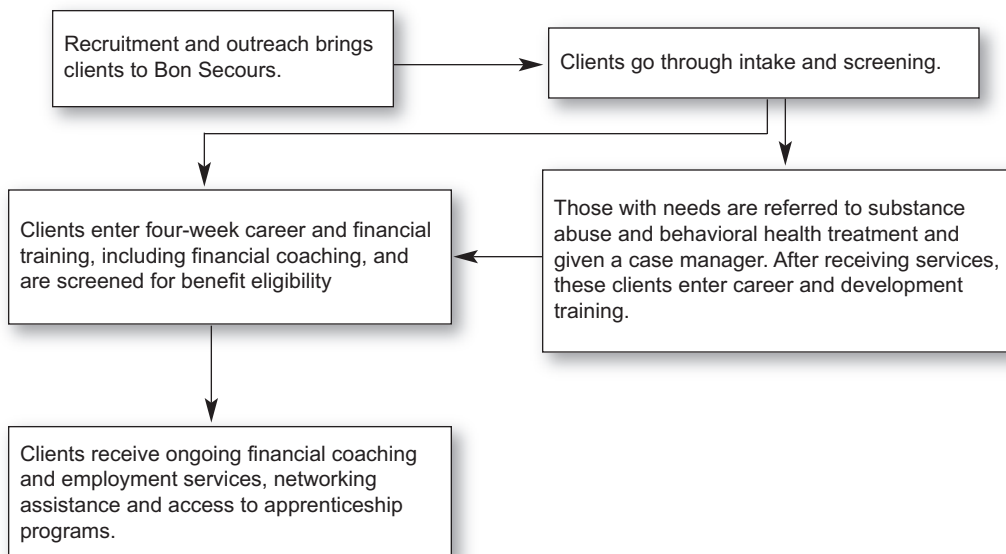 Recruitment and outreach brings
clients to Bon Secours.
Clients go through intake and screening.
Clients enter four-week career and financial
training, including financial coaching, and
are screened for benefit eligibility
Those with needs are referred to substance
abuse and behavioral health treatment and
given a case manager. After receiving services,
these clients enter career and development
training.
Clients receive ongoing financial coaching
and employment services, networking
assistance and access to apprenticeship
programs.